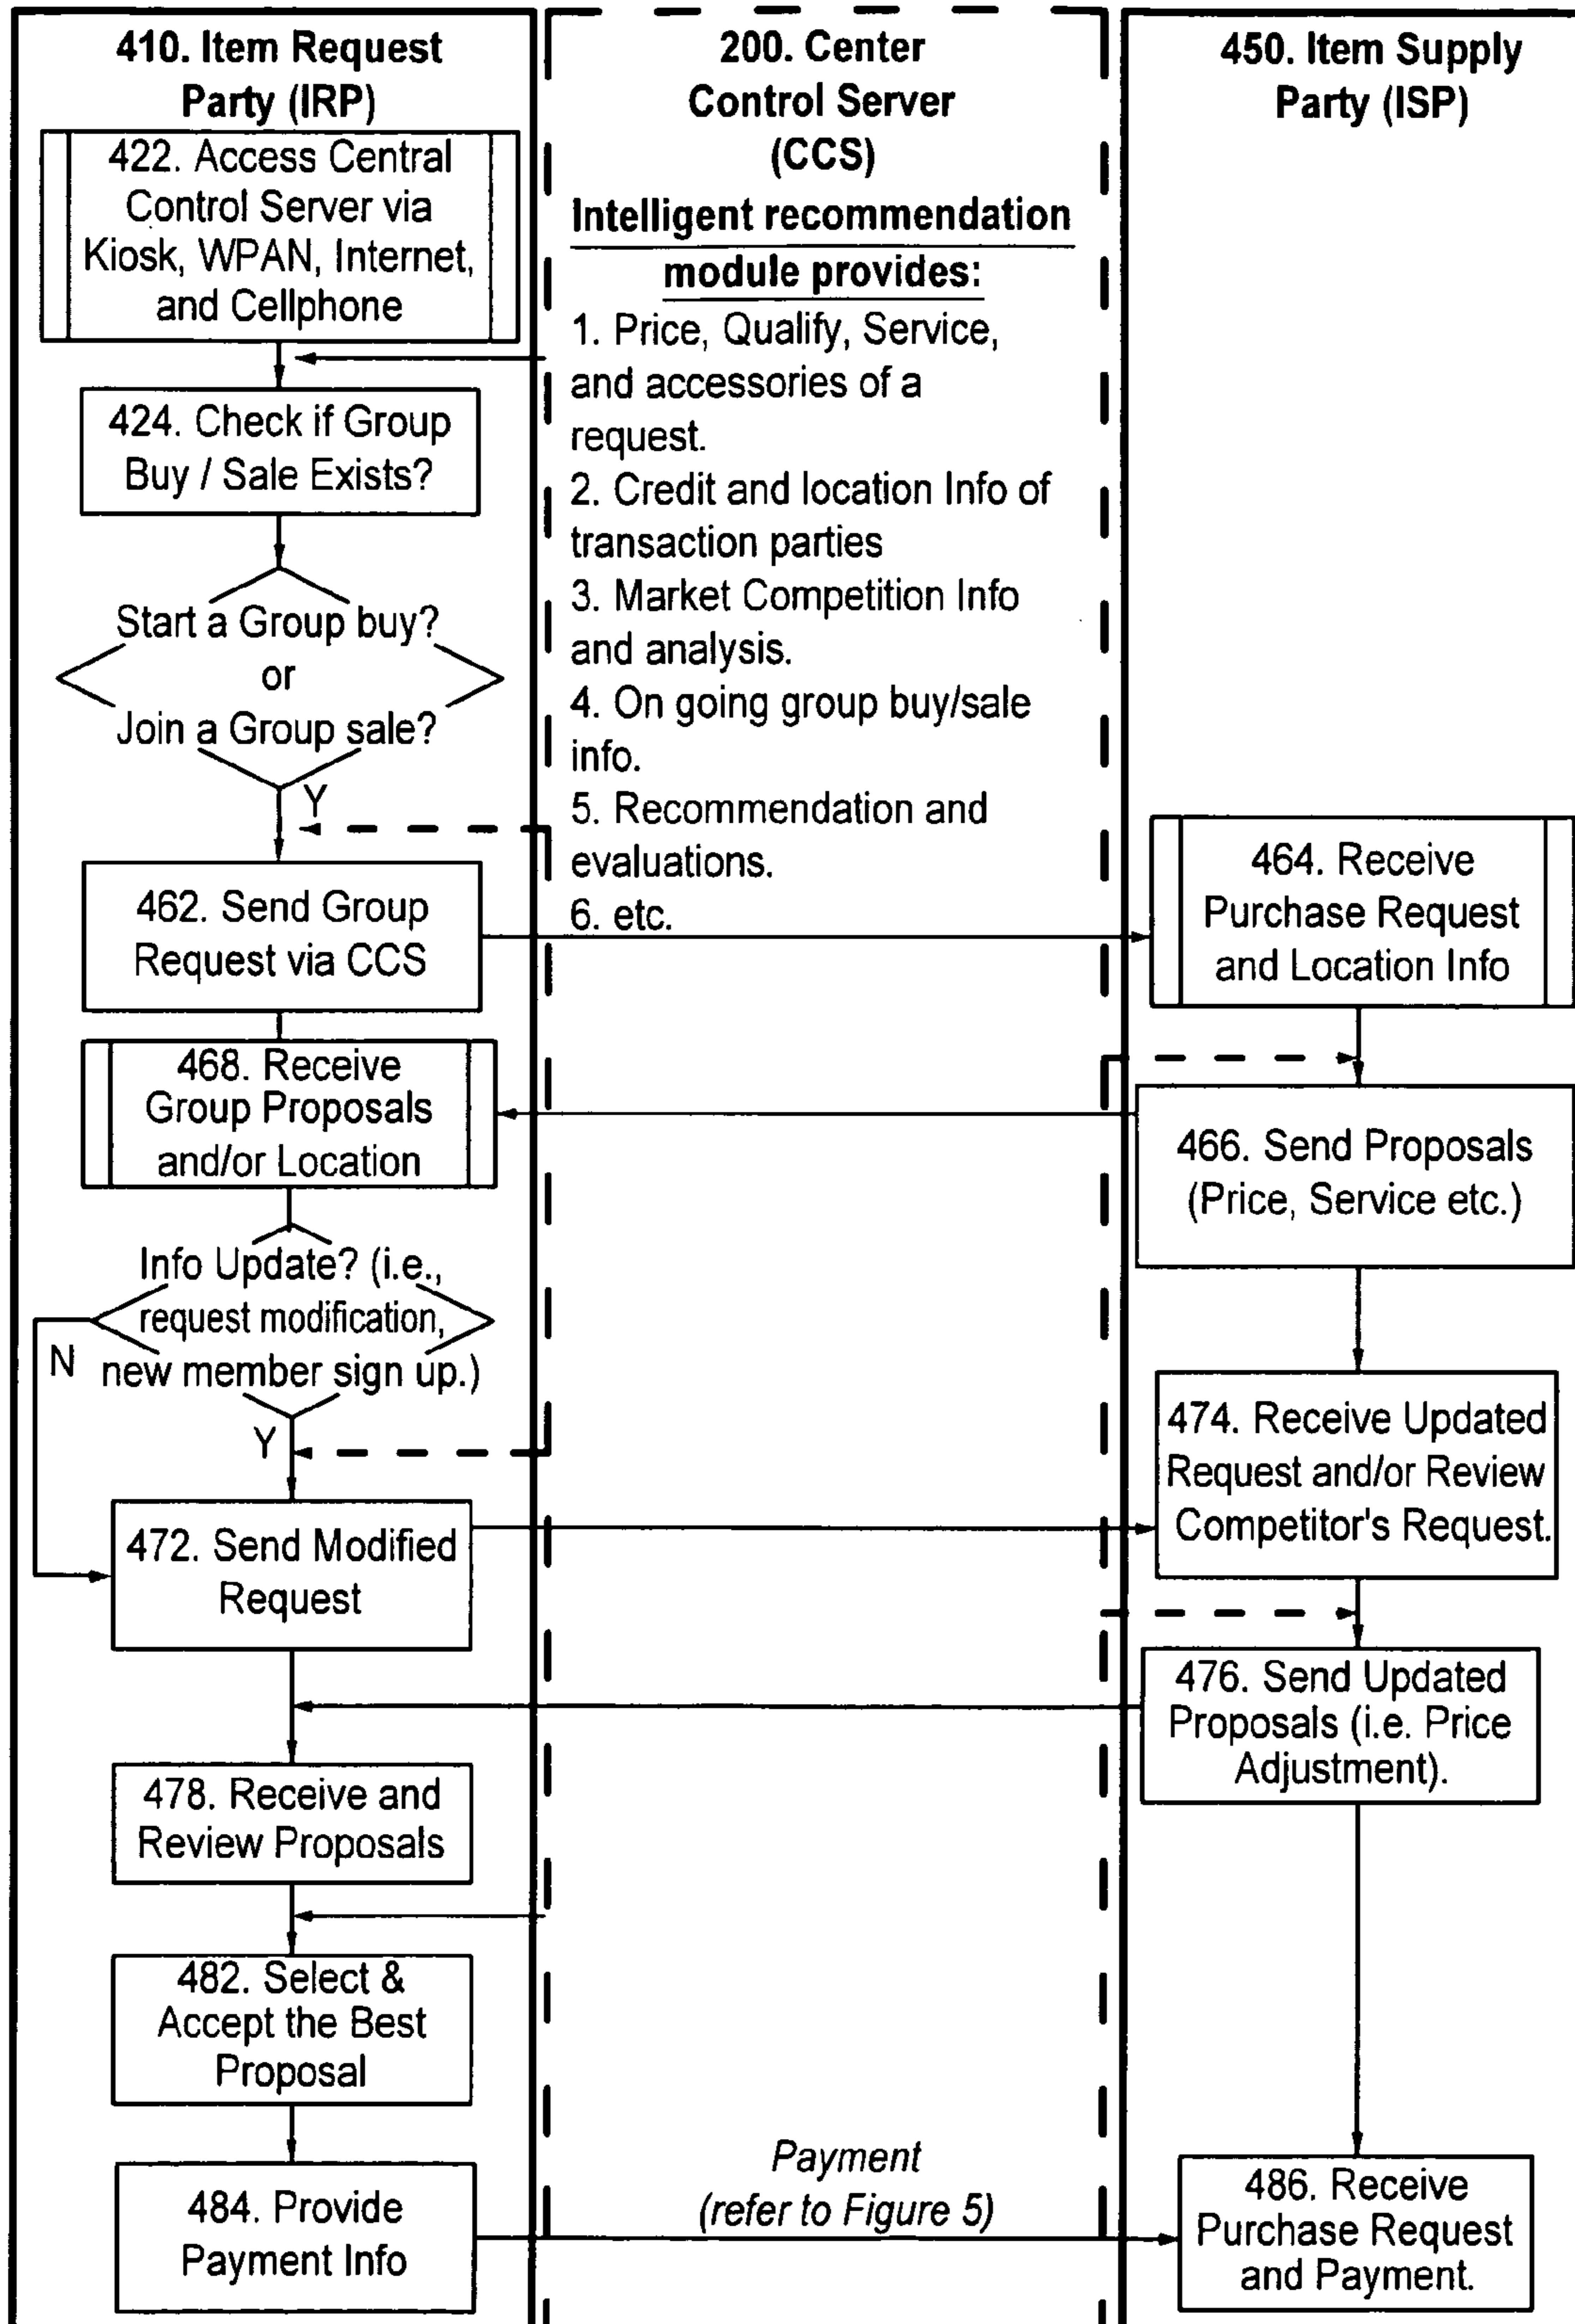 410. Item Request
Party (IRP)
422. Access Central
Control Server via
Kiosk, WPAN, Internet,
and Cellphone
424. Check if Group
Buy / Sale Exists?
Start a Group buy?
or
Join a Group sale?
Y
462. Send Group
Request via CCS
468. Receive
Group Proposals
and/or Location
Info Update? (i.e.,
request modification,
N
new member sign up.)
Y
472. Send Modified
Request
478. Receive and
Review Proposals
482. Select &
Accept the Best
Proposal
484. Provide
Payment Info
200. Center
Control Server
(CCS)
Intelligent recommendation
module provides:
1. Price, Qualify, Service,
and accessories of a
request.
2. Credit and location Info of
transaction parties
3. Market Competition Info
and analysis.
4. On going group buy/sale
info.
5. Recommendation and
evaluations.
6. etc.
Payment
(refer to Figure 5)
450. Item Supply
Party (ISP)
464. Receive
Purchase Request
and Location Info
466. Send Proposals
(Price, Service etc.)
474. Receive Updated
Request and/or Review
Competitor's Request.
476. Send Updated
Proposals (i.e. Price
Adjustment).
486. Receive
Purchase Request
and Payment.